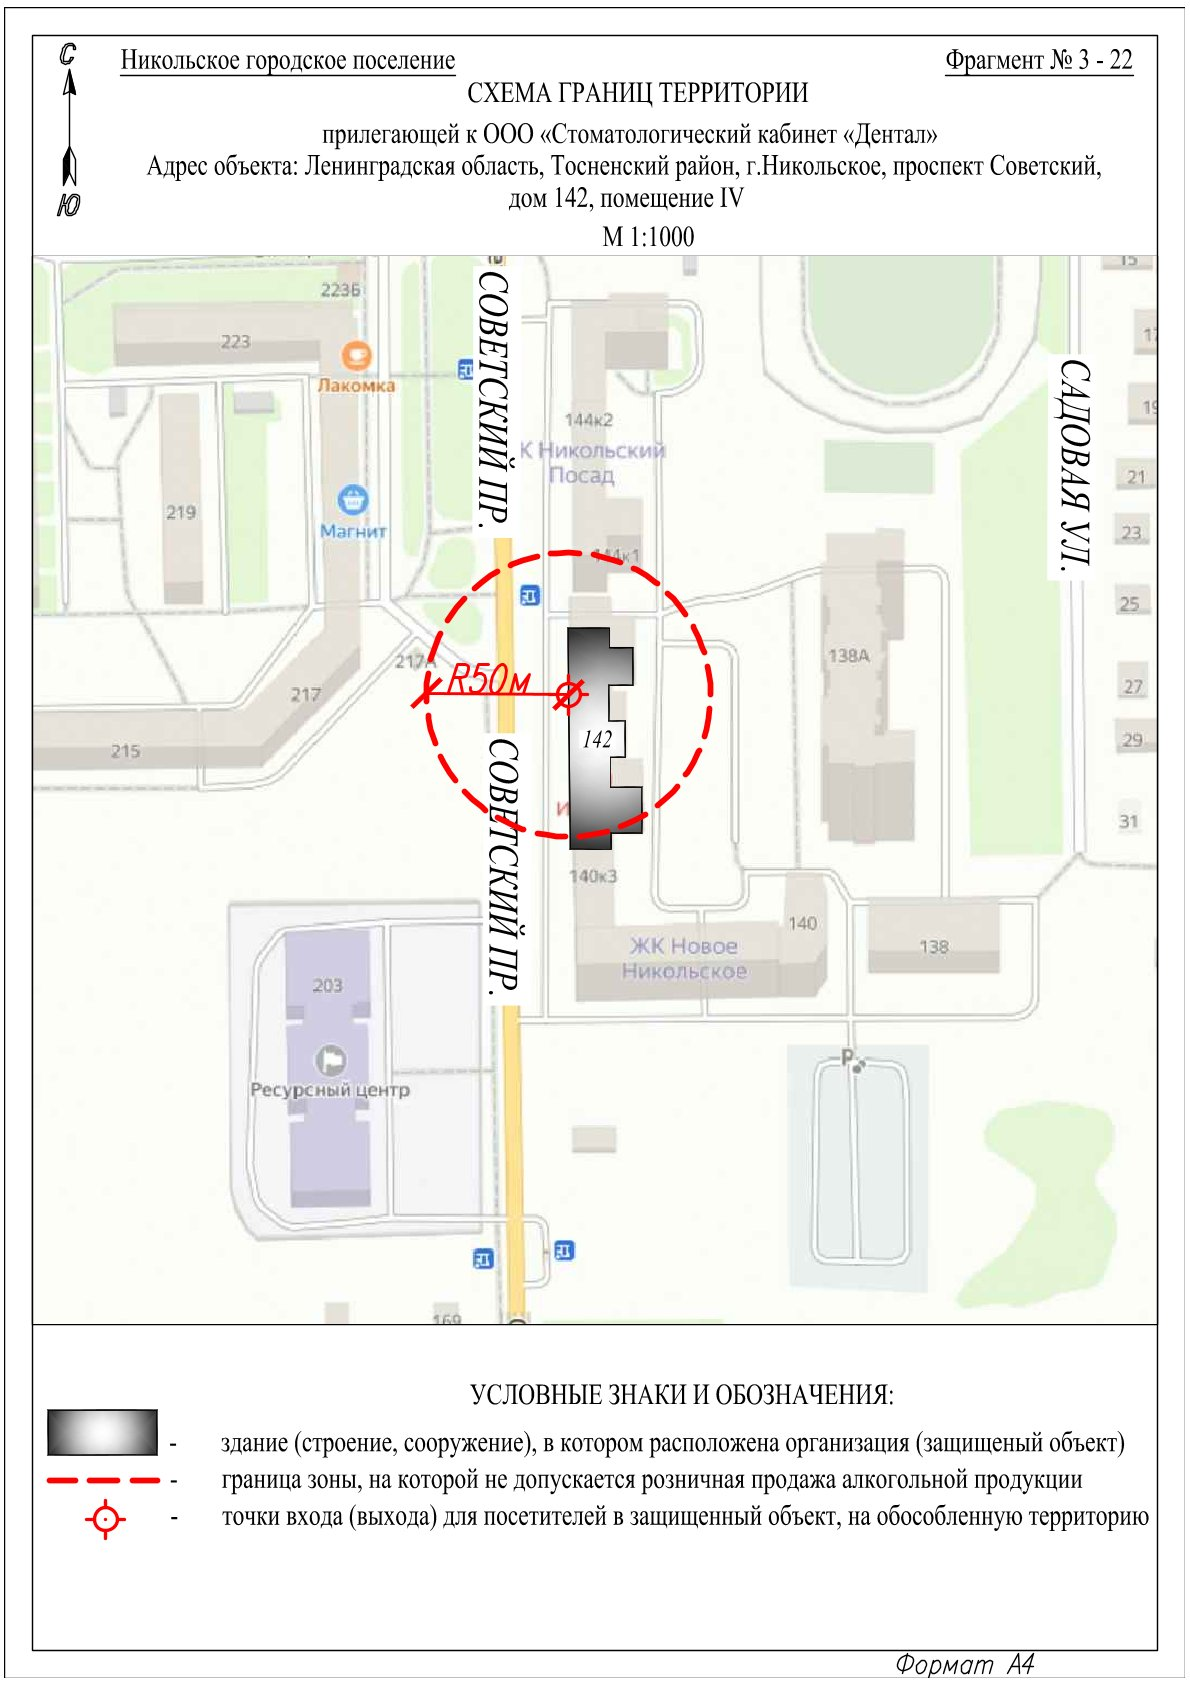 С
Никольское городское поселение
Фрагмент № 3 - 22
СХЕМА ГРАНИЦ ТЕРРИТОРИИ
прилегающей к ООО «Стоматологический кабинет «Дентал»
Адрес объекта: Ленинградская область, Тосненский район, г.Никольское, проспект Советский,
дом 142, помещение IV
Ю
М 1:1000
15
223Б
223
17
Лакомка
СОВЕТСКИЙ ПР.
САДОВАЯ УЛ.
19
144к2
К Никольский
Посад
21
219
Магнит
23
144к1
25
217А
138А
R50м
217
27
142
29
215
31
СОВЕТСКИЙ ПР.
140к3
140
ЖК Новое
Никольское
138
203
Р
Ресурсный центр
169
УСЛОВНЫЕ ЗНАКИ И ОБОЗНАЧЕНИЯ:
- здание (строение, сооружение), в котором расположена организация (защищеный объект)
- граница зоны, на которой не допускается розничная продажа алкогольной продукции
- точки входа (выхода) для посетителей в защищенный объект, на обособленную территорию
Формат А4